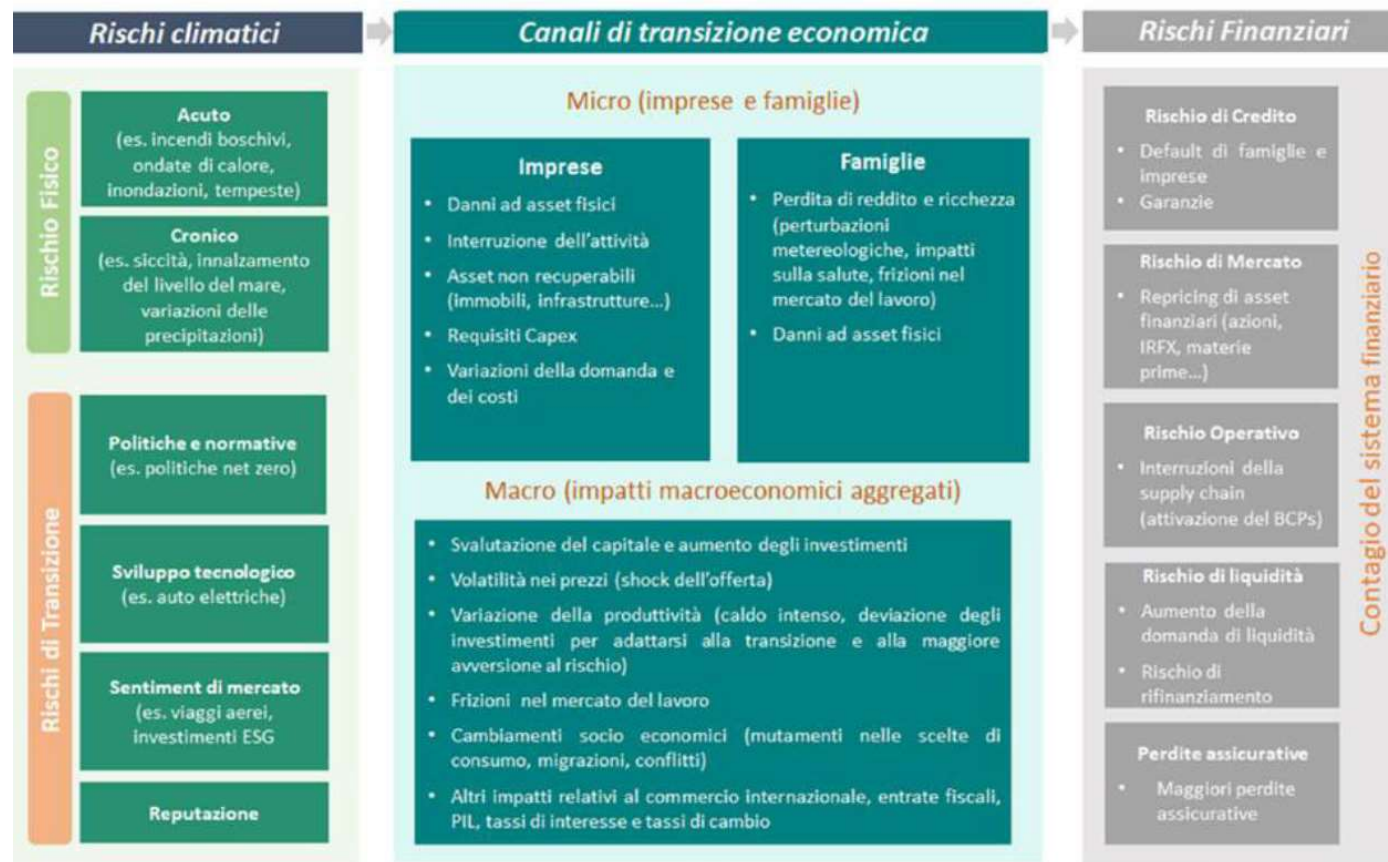 Rischi climatici
Canali di transizione economica
Rischi Finanziari
Rischio Fisico
Acuto
(es. incendi boschivi,
ondate di calore,
inondazioni, tempeste)
Cronico
(es. siccità, innalzamento
del livello del mare,
variazioni delle
precipitazioni)
Rischi di Transizione
Politiche e normative
(es. politiche net zero)
Sviluppo tecnologico
(es. auto elettriche)
Sentiment di mercato
(es. viaggi aerei,
investimenti ESG
Reputazione
Micro (imprese e famiglie)
Imprese
• Danni ad asset fisici
• Interruzione dell'attività
• Asset non recuperabili
(immobili, infrastrutture...)
• Requisiti Capex
• Variazioni della domanda e
dei costi
Famiglie
• Perdita di reddito e ricchezza
(perturbazioni
metereologiche, impatti
sulla salute, frizioni nel
mercato del lavoro)
• Danni ad asset fisici
Macro (impatti macroeconomici aggregati)
• Svalutazione del capitale e aumento degli investimenti
• Volatilità nei prezzi (shock dell'offerta)
• Variazione della produttività (caldo intenso, deviazione degli
investimenti per adattarsi alla transizione e alla maggiore
avversione al rischio)
• Frizioni nel mercato del lavoro
• Cambiamenti socio economici (mutamenti nelle scelte di
consumo, migrazioni, conflitti)
• Altri impatti relativi al commercio internazionale, entrate fiscali,
PIL, tassi di interesse e tassi di cambio
Rischio di Credito
• Default di famiglie e
imprese
• Garanzie
Rischio di Mercato
• Repricing di asset
finanziari (azioni,
IRFX, materie
prime...)
Rischio Operativo
• Interruzioni della
supply chain
(attivazione del BCPs)
Rischio di liquidità
• Aumento della
domanda di liquidità
• Rischio di
rifinanziamento
Perdite assicurative
• Maggiori perdite
assicurative
Contagio del sistema finanziario